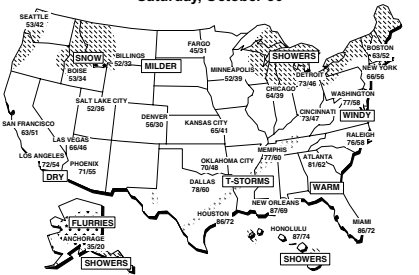 SEATTLE
53/42
SNOW
BILLINGS
52/32
BOISE
53/34
MILDER
FARGO
45/31
MINNEAPOLIS
52/39
SHOWERS
BOSTON
63/52
NEW YORK
66/56
DETROIT
73/46
CHICAGO
64/39
WASHINGTON
77/58
SALT LAKE CITY
52/36
DENVER
56/30
KANSAS CITY
65/41
CINCINNATI
73/47
WINDY
SAN FRANCISCO
63/51
LAS VEGAS
66/46
RALEIGH
76/58
LOS ANGELES
72/54
PHOENIX
71/55
DRY
OKLAHOMA CITY
70/48
MEMPHIS
77/60
ATLANTA
81/62
DALLAS
78/60
T-STORMS
WARM
HOUSTON
86/72
NEW ORLEANS
87/69
MIAMI
86/72
FLURRIES
ANCHORAGE
35/20
SHOWERS
HONOLULU
87/74
SHOWERS